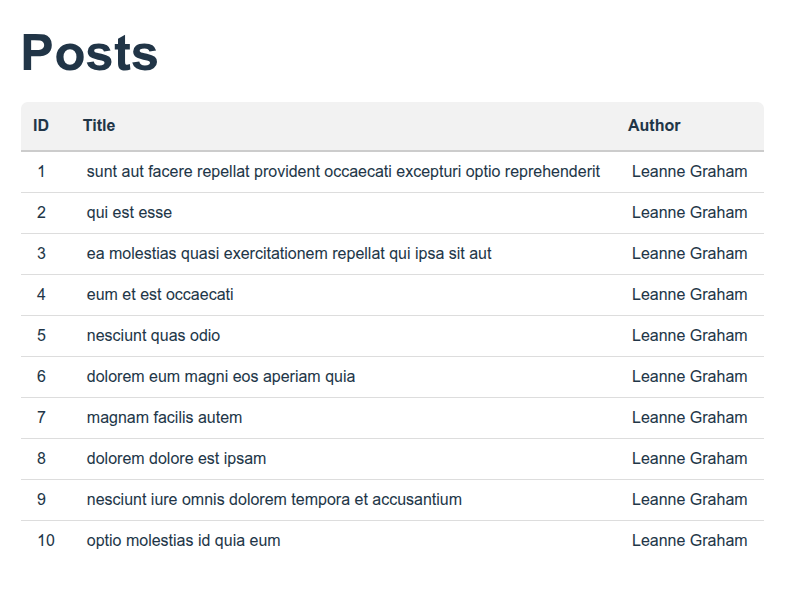 Posts
ID Title Author
1 sunt aut facere repellat provident occaecati excepturi optio reprehenderit Leanne Graham
2 qui est esse Leanne Graham
3 ea molestias quasi exercitationem repellat qui ipsa sit aut Leanne Graham
4 eum et est occaecati Leanne Graham
5 nesciunt quas odio Leanne Graham
6 dolorem eum magni eos aperiam quia Leanne Graham
7 magnam facilis autem Leanne Graham
8 dolorem dolore est ipsam Leanne Graham
9 nesciunt iure omnis dolorem tempora et accusantium Leanne Graham
10 optio molestias id quia eum Leanne Graham